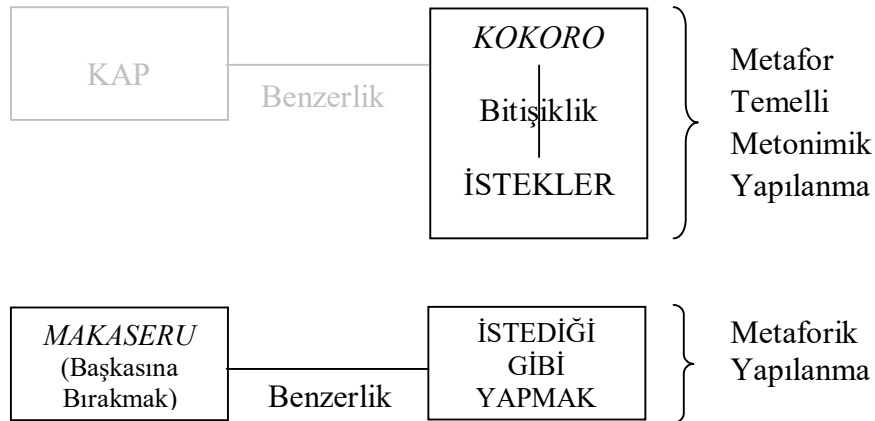 KAP
Benzerlik
KOKORO
Bitişiklik
İSTEKLER
Metafor
Temelli
Metonimik
Yapılanma
MAKASERU
(Başkasına
Bırakmak)
Benzerlik
İSTEDİĞİ
GİBİ
YAPMAK
Metaforik
Yapılanma